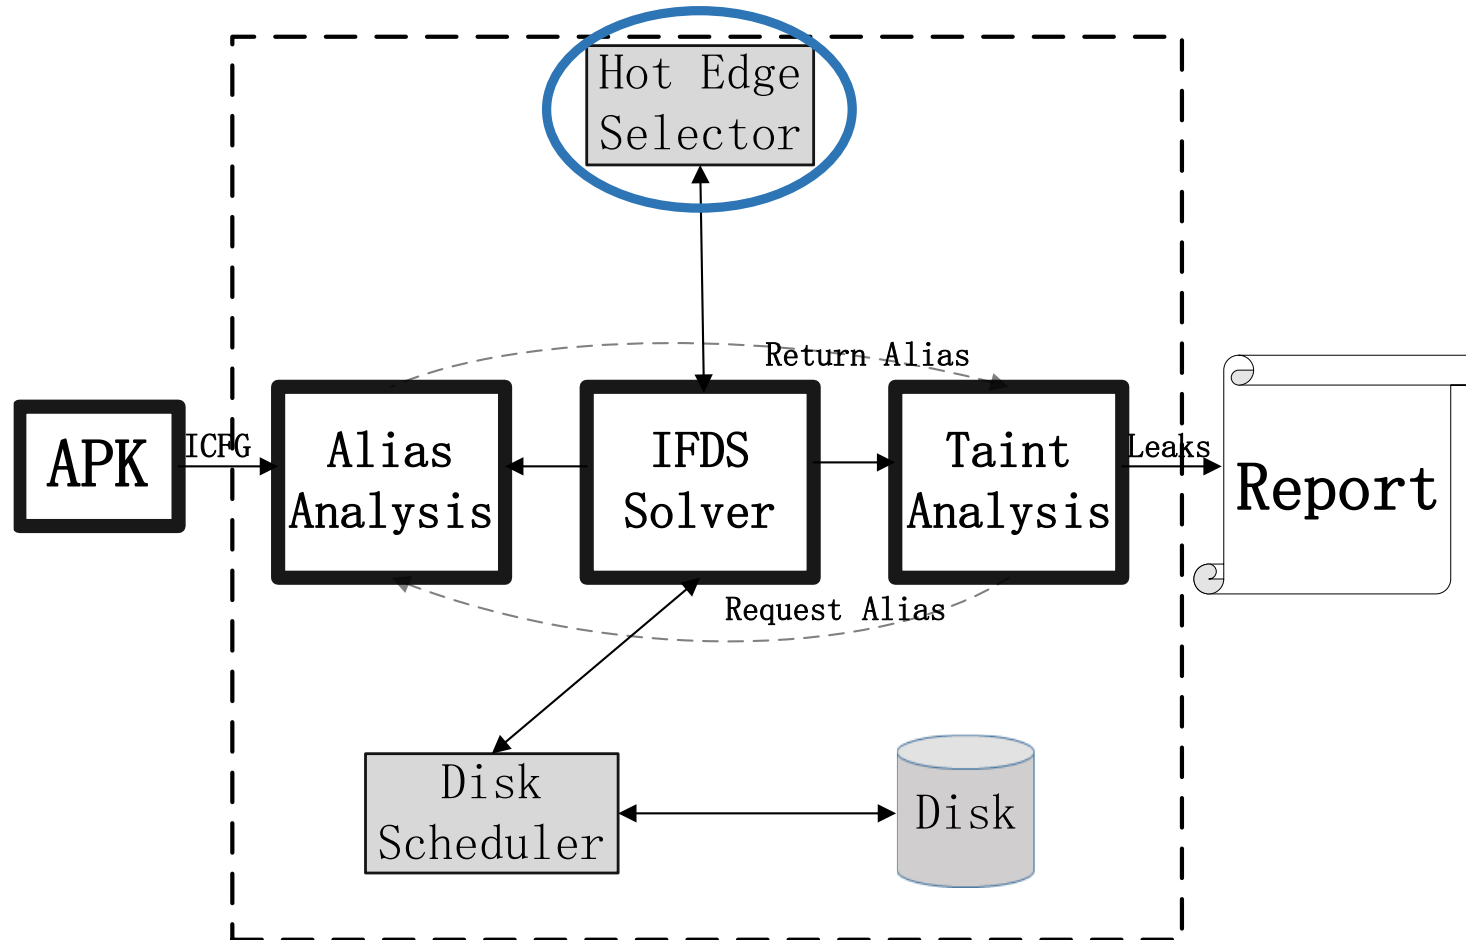 Hot Edge
Selector
Return Alias
APK
ICFG
Alias
Analysis
IFDS
Solver
Taint
Analysis
Leaks
Report
Request Alias
Disk
Scheduler
Disk